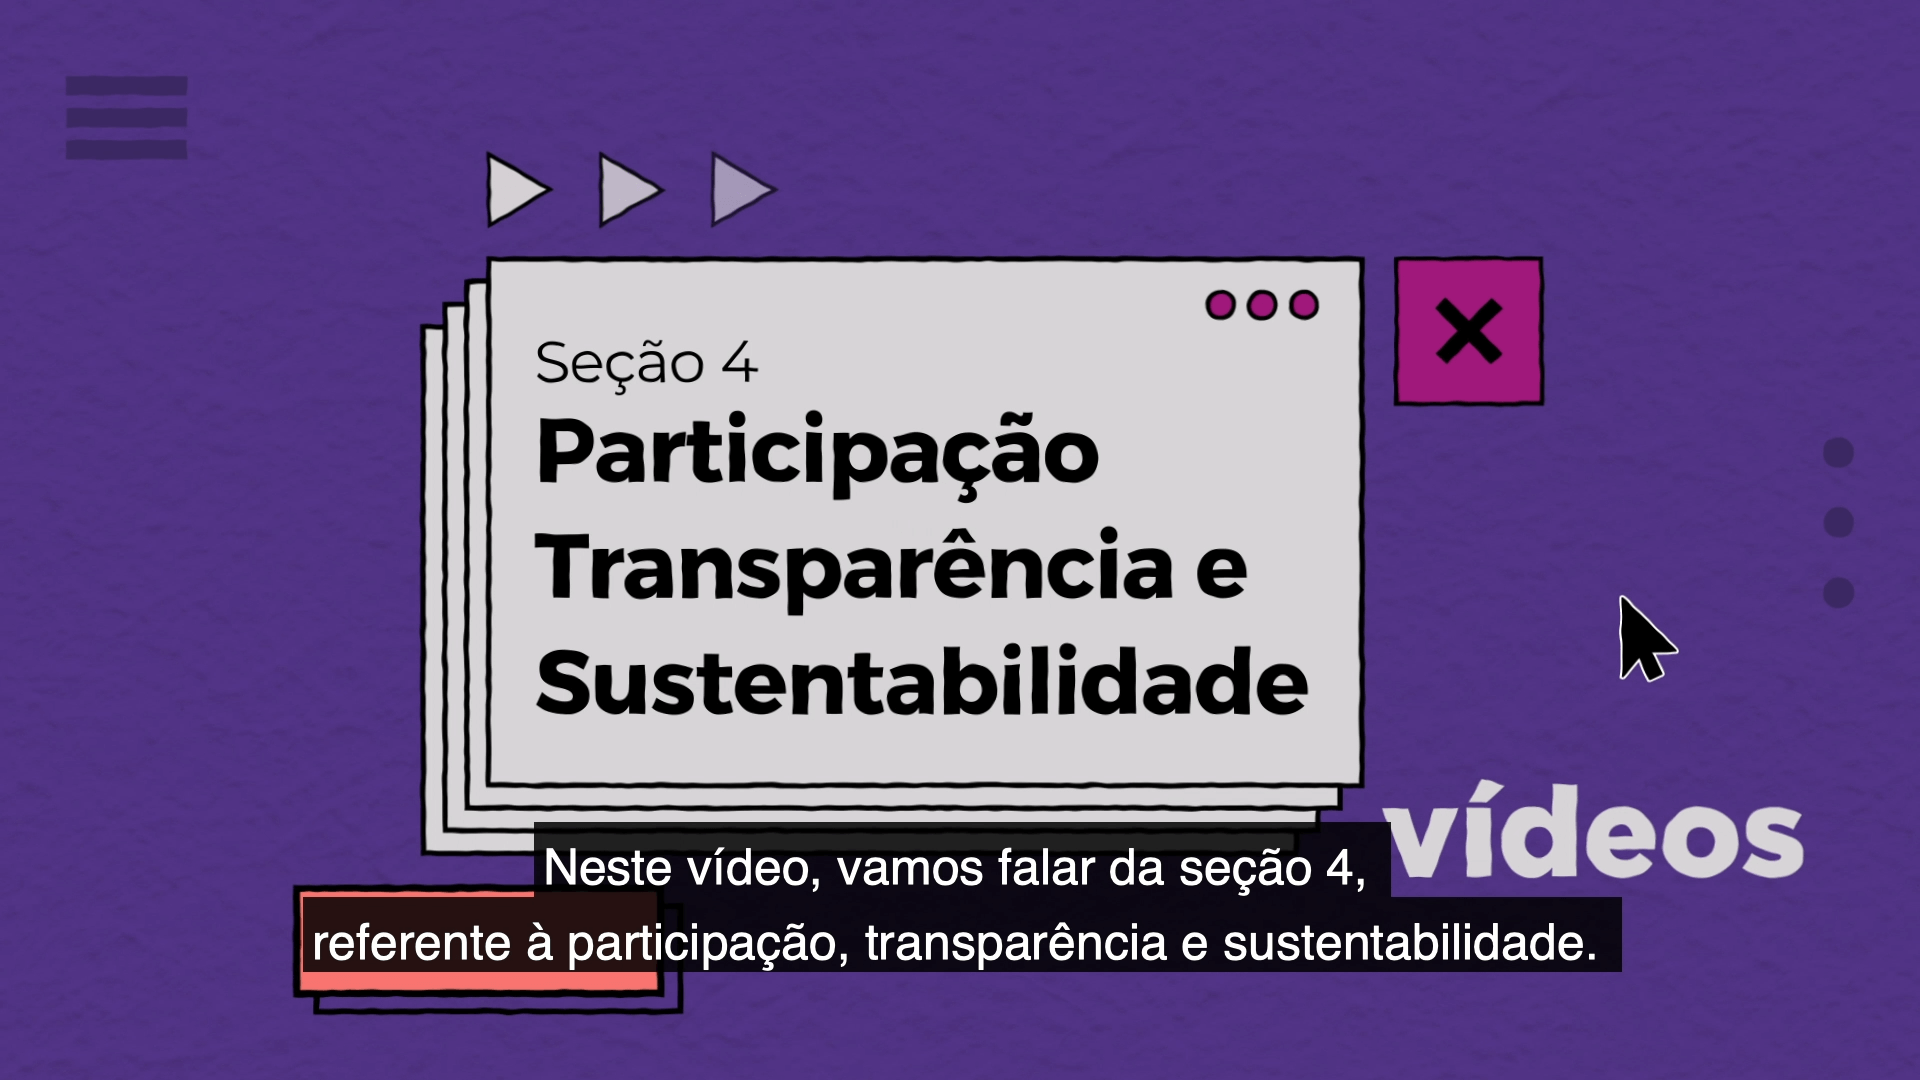 Seção 4
Participação
Transparência e
Sustentabilidade
vídeos
Neste vídeo, vamos falar da seção 4,
referente à participação, transparência e sustentabilidade.